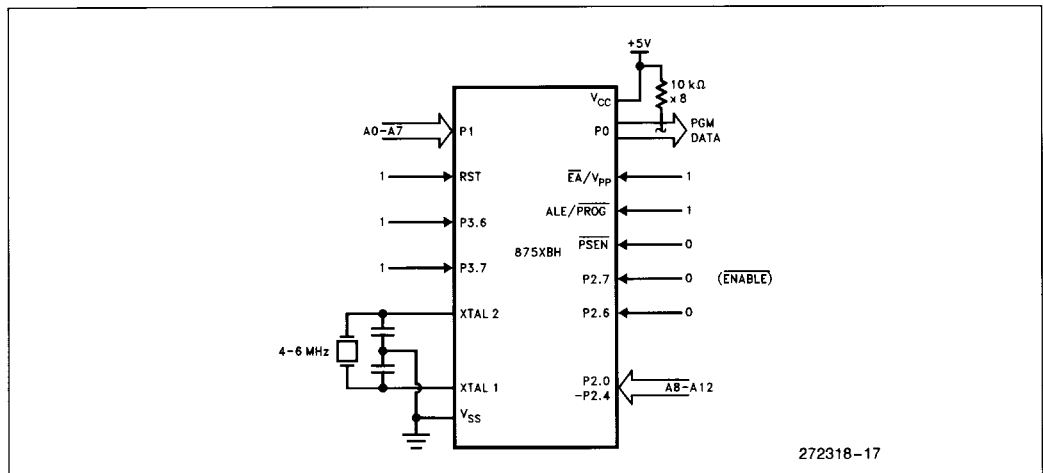 +5V
10 kΩ
x 8
VCC
A0-A7
P1
P0
PGM
DATA
1
RST
EA/VPP
1
ALE/PROG
1
1
P3.6
PSEN
0
875XBH
1
P3.7
P2.7
0
(ENABLE)
XTAL 2
P2.6
0
4-6 MHz
P2.0
-P2.4
A8-A12
XTAL 1
VSS
272318-17